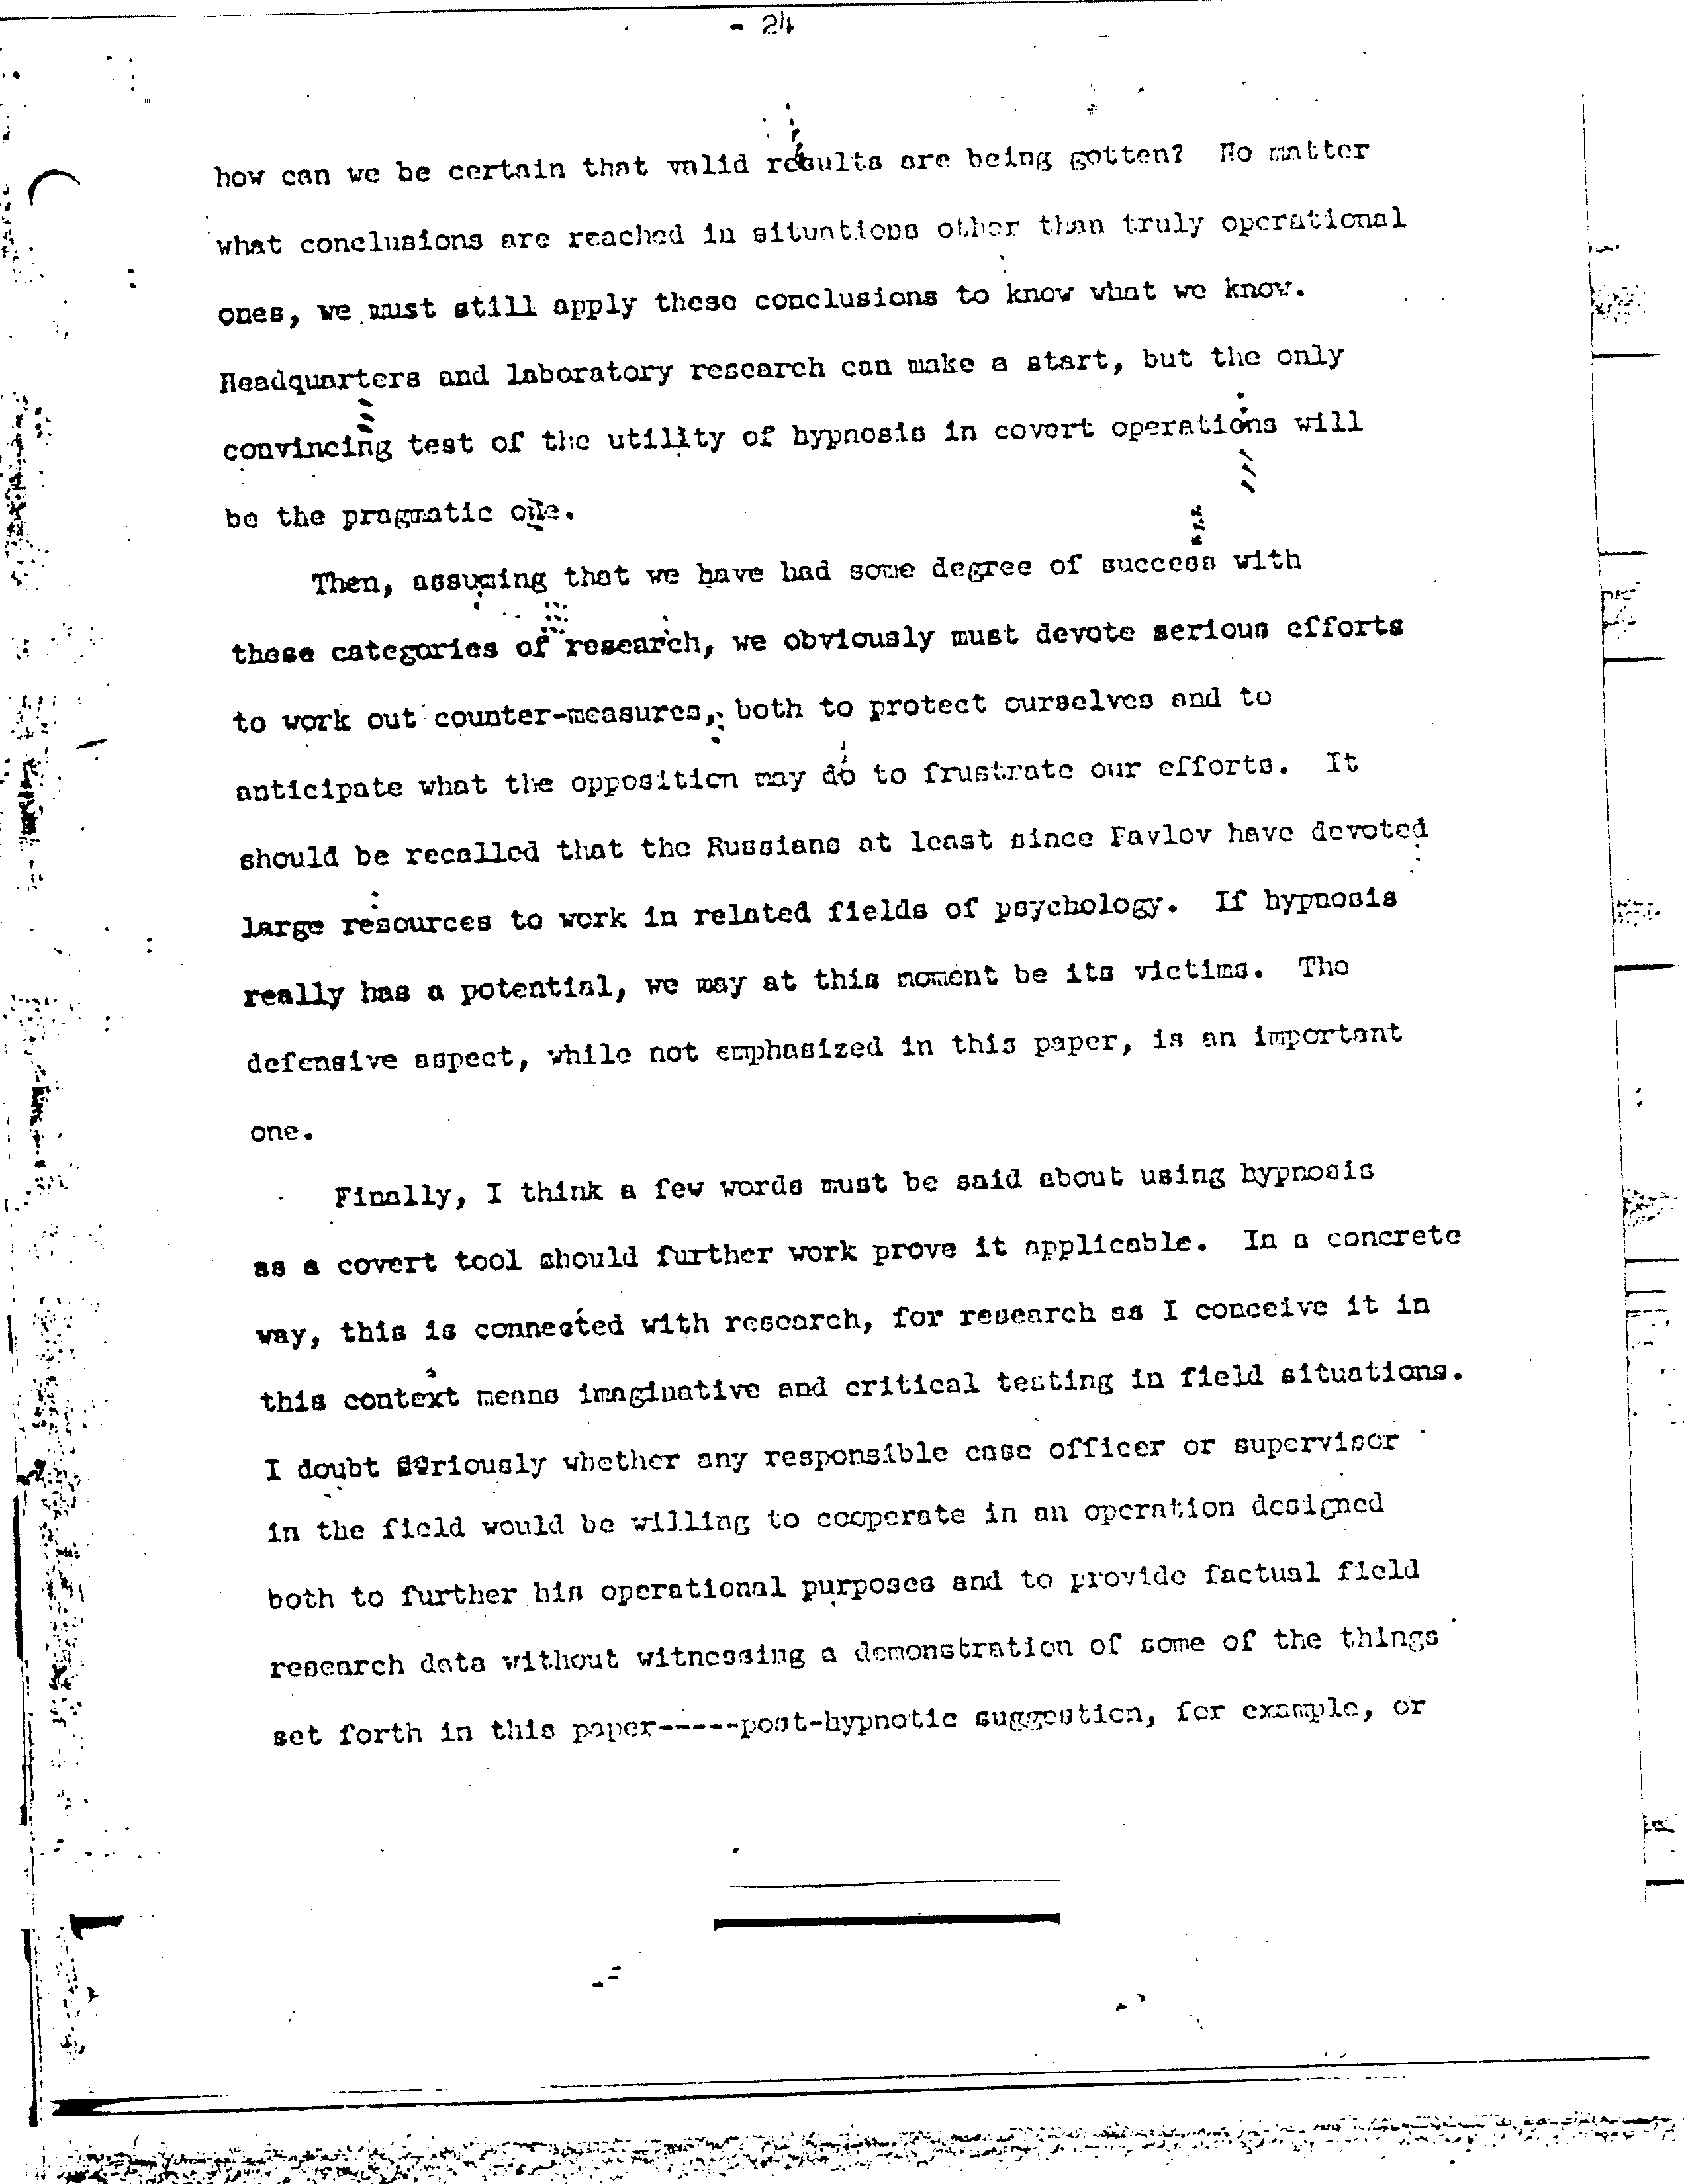 - 24
how can we be certain that valid results are being gotten? No matter
what conclusions are reached in situations other than truly operational
ones, we must still apply these conclusions to know what we know.
Headquarters and laboratory research can make a start, but the only
convincing test of the utility of hypnosis in covert operations will
be the pragmatic one.
Then, assuming that we have had some degree of success with
these categories of research, we obviously must devote serious efforts
to work out counter-measures, both to protect ourselves and to
anticipate what the opposition may do to frustrate our efforts. It
should be recalled that the Russians at least since Pavlov have devoted
large resources to work in related fields of psychology. If hypnosis
really has a potential, we may at this moment be its victims. The
defensive aspect, while not emphasized in this paper, is an important
one.
Finally, I think a few words must be said about using hypnosis
as a covert tool should further work prove it applicable. In a concrete
way, this is connected with research, for research as I conceive it in
this context means imaginative and critical testing in field situations.
I doubt seriously whether any responsible case officer or supervisor
in the field would be willing to cooperate in an operation designed
both to further his operational purposes and to provide factual field
research data without witnessing a demonstration of some of the things
set forth in this paper-----post-hypnotic suggestion, for example, or